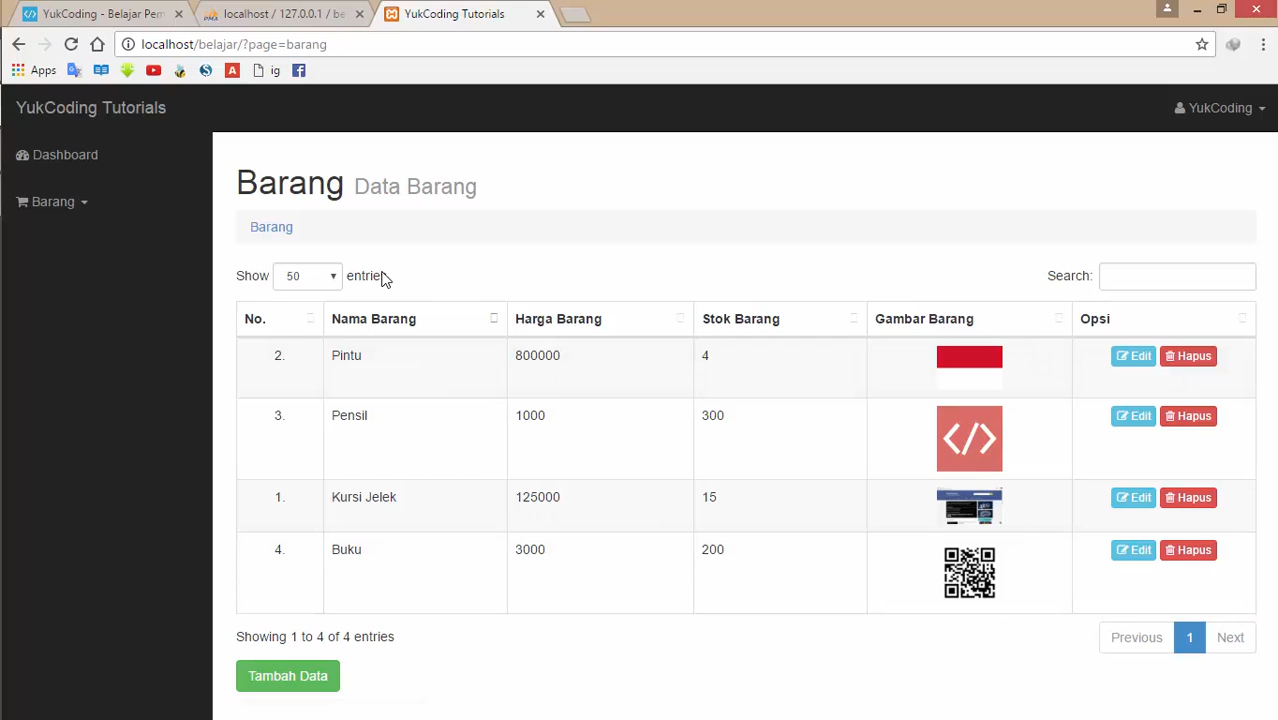 YukCoding - Belajar Pem
localhost / 127.0.0.1 / be
YukCoding Tutorials
localhost/belajar/?page=barang
Apps
ig
YukCoding Tutorials
YukCoding
Dashboard
Barang
Barang Data Barang
Barang
Show 50 entries
Search:
No. Nama Barang Harga Barang Stok Barang Gambar Barang Opsi
2. Pintu 800000 4 Edit Hapus
3. Pensil 1000 300 Edit Hapus
1. Kursi Jelek 125000 15 Edit Hapus
4. Buku 3000 200 Edit Hapus
Showing 1 to 4 of 4 entries
Previous 1 Next
Tambah Data